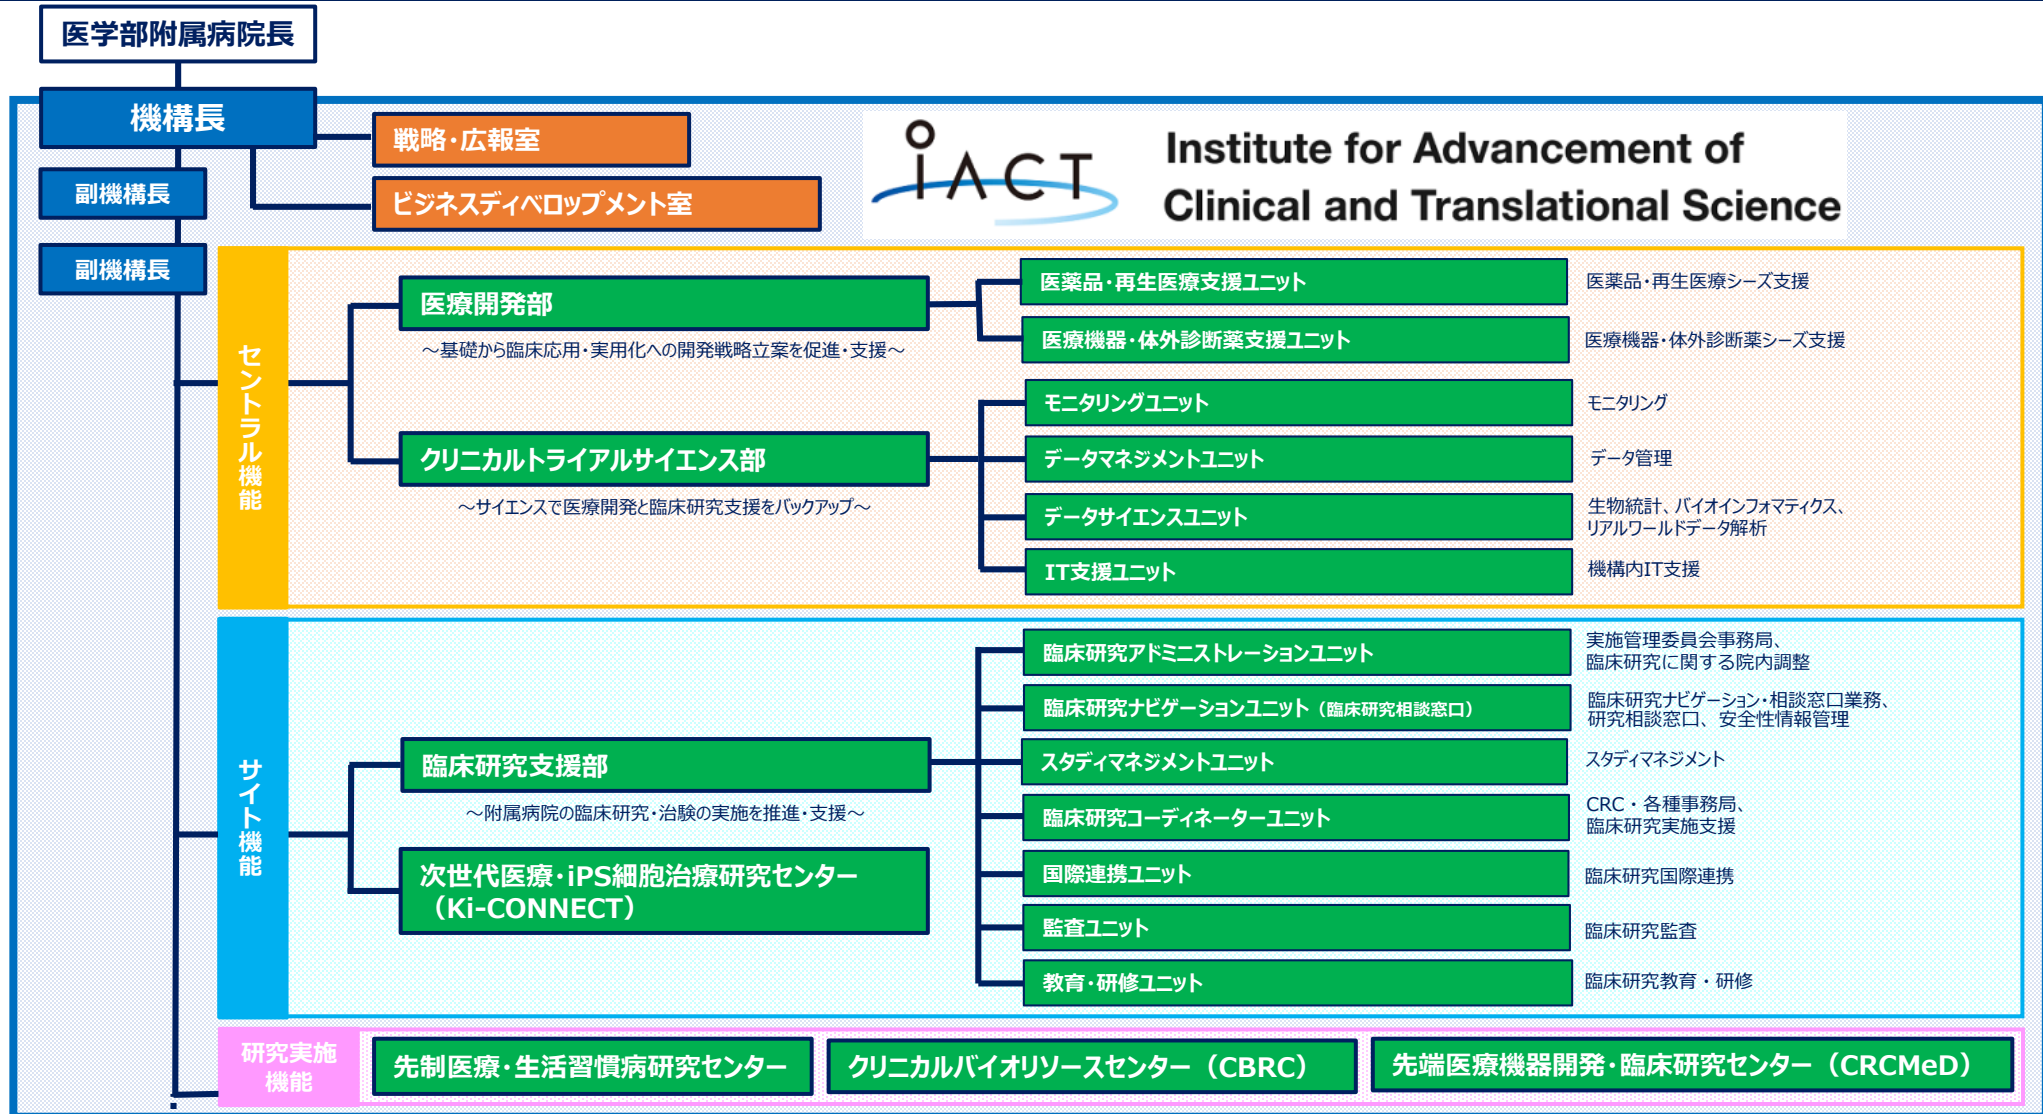 医学部附属病院長
機構長
戦略・広報室
ビジネスディベロップメント室
副機構長
副機構長
iACT
Institute for Advancement of
Clinical and Translational Science
セントラル機能
医療開発部
～基礎から臨床応用・実用化への開発戦略立案を促進・支援～
医薬品・再生医療支援ユニット
医薬品・再生医療シーズ支援
医療機器・体外診断薬支援ユニット
医療機器・体外診断薬シーズ支援
クリニカルトライアルサイエンス部
～サイエンスで医療開発と臨床研究支援をバックアップ～
モニタリングユニット
モニタリング
データマネジメントユニット
データ管理
データサイエンスユニット
生物統計、バイオインフォマティクス、
リアルワールドデータ解析
IT支援ユニット
機構内IT支援
サイト機能
臨床研究支援部
～附属病院の臨床研究・治験の実施を推進・支援～
次世代医療・iPS細胞治療研究センター
（Ki-CONNECT）
臨床研究アドミニストレーションユニット
実施管理委員会事務局、
臨床研究に関する院内調整
臨床研究ナビゲーションユニット（臨床研究相談窓口）
臨床研究ナビゲーション・相談窓口業務、
研究相談窓口、安全性情報管理
スタディマネジメントユニット
スタディマネジメント
臨床研究コーディネーターユニット
CRC・各種事務局、
臨床研究実施支援
国際連携ユニット
臨床研究国際連携
監査ユニット
臨床研究監査
教育・研修ユニット
臨床研究教育・研修
研究実施
機能
先制医療・生活習慣病研究センター
クリニカルバイオリソースセンター（CBRC）
先端医療機器開発・臨床研究センター（CRCMeD）